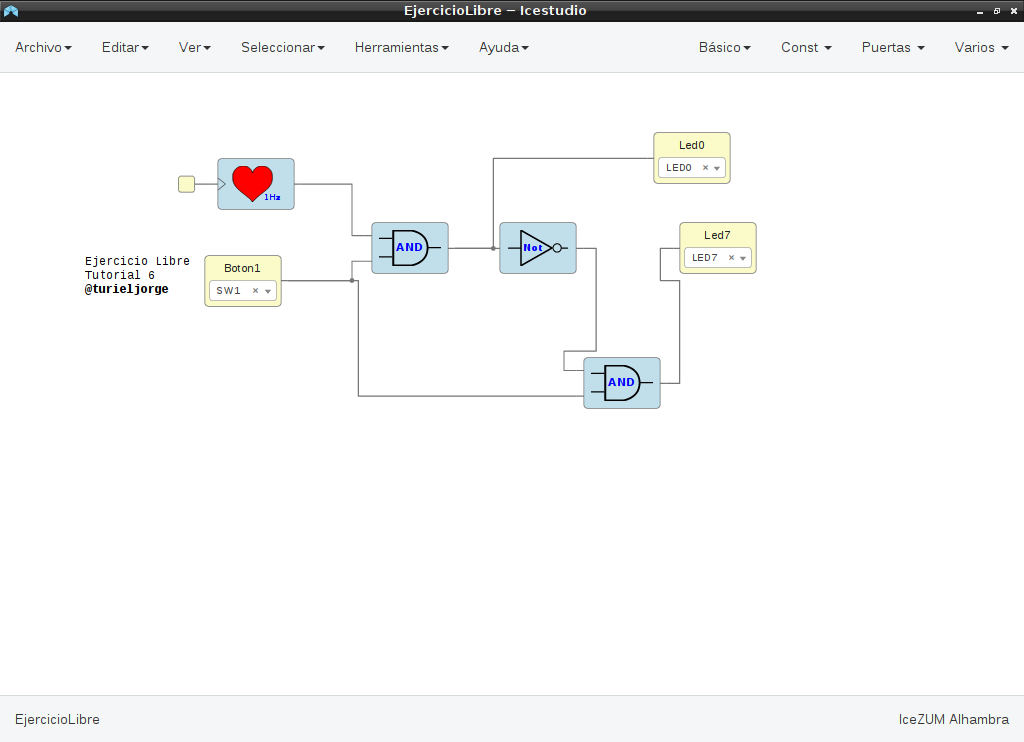 EjercicioLibre – Icestudio
Archivo Editar Ver Seleccionar Herramientas Ayuda Básico Const Puertas Varios
Led0
LED0 ×
1Hz
AND
Not
Led7
LED7 ×
Ejercicio Libre
Tutorial 6
@turieljorge
Boton1
SW1 ×
AND
EjercicioLibre IceZUM Alhambra